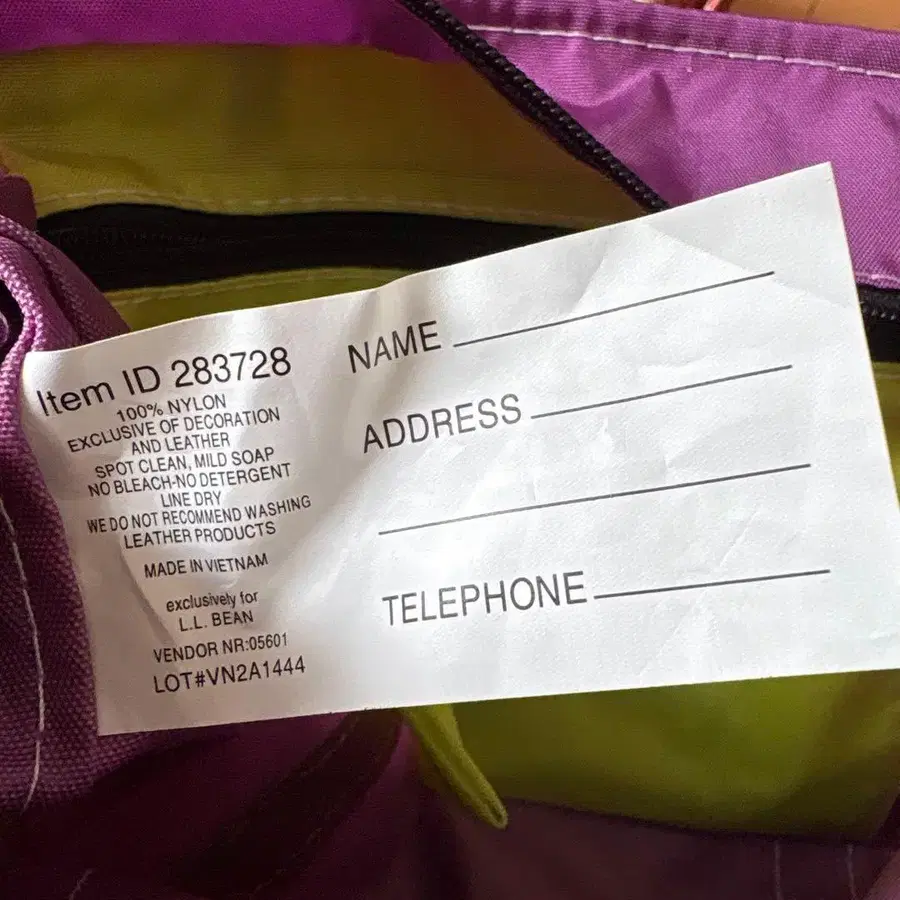 Item ID 283728
100% NYLON
EXCLUSIVE OF DECORATION
AND LEATHER
SPOT CLEAN, MILD SOAP
NO BLEACH-NO DETERGENT
LINE DRY
WE DO NOT RECOMMEND WASHING
LEATHER PRODUCTS
MADE IN VIETNAM
exclusively for
L.L. BEAN
VENDOR NR:05601
LOT#VN2A1444
NAME
ADDRESS
TELEPHONE